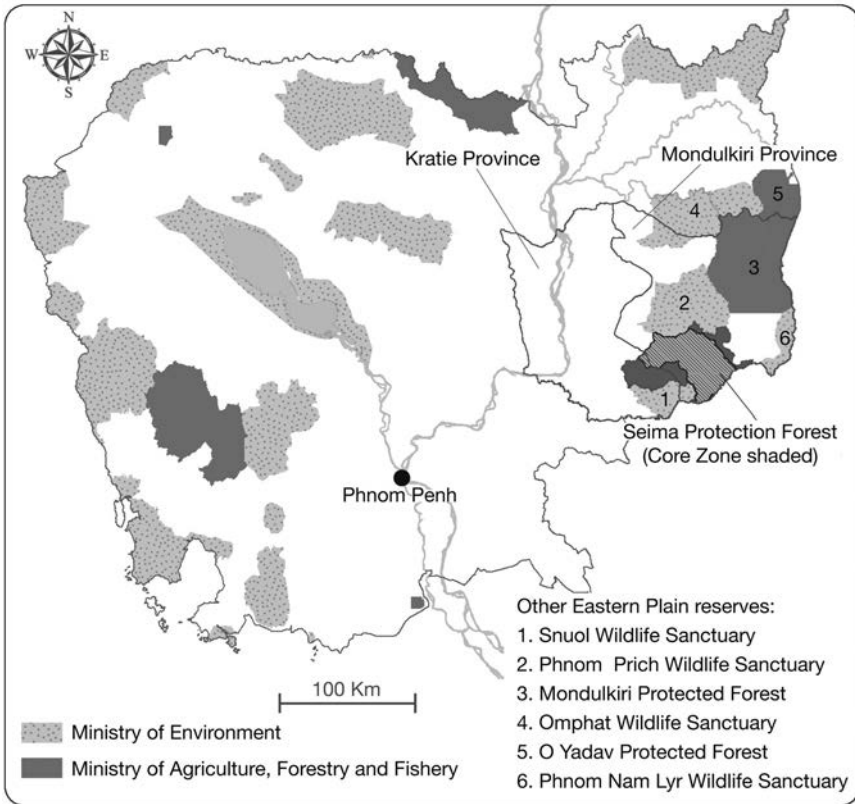 N
W E
S
Kratie Province
Mondulkiri Province
5
4
3
2
6
1
Seima Protection Forest
(Core Zone shaded)
Phnom Penh
Other Eastern Plain reserves:
1. Snuol Wildlife Sanctuary
2. Phnom Prich Wildlife Sanctuary
3. Mondulkiri Protected Forest
4. Omphat Wildlife Sanctuary
5. O Yadav Protected Forest
6. Phnom Nam Lyr Wildlife Sanctuary
100 Km
Ministry of Environment
Ministry of Agriculture, Forestry and Fishery